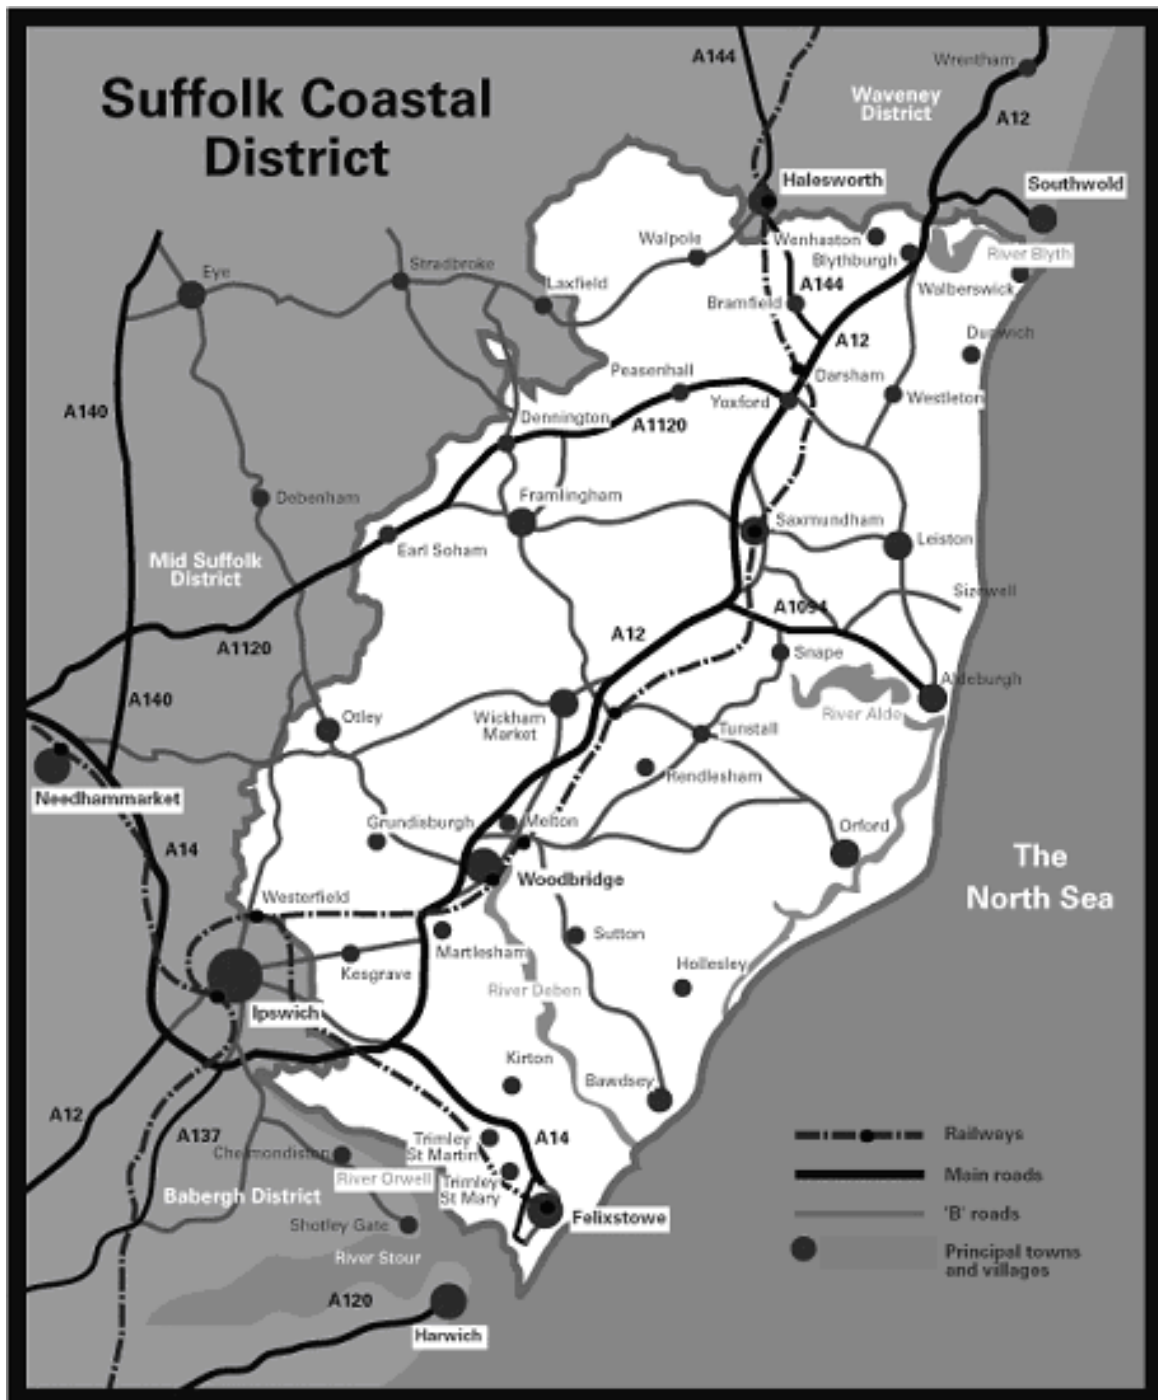 Suffolk Coastal
District
A144
Wrentham
Waveney
District
A12
Halesworth
Southwold
Walpole
Wenhaston
Blythburgh
River Blyth
Eye
Stradbroke
Laxfield
A144
Walberswick
Bramfield
Dunwich
A12
Peasenhall
Darsham
Westleton
Yoxford
A140
Dennington
A1120
Framlingham
Debenham
Saxmundham
Leiston
Earl Soham
Mid Suffolk
District
Sizewell
A1094
A12
A1120
Snape
Aldeburgh
A140
Otley
Wickham
Market
River Alde
Tunstall
Rendlesham
Needhammarket
Grundisburgh
Melton
Orford
A14
The
North Sea
Woodbridge
Westerfield
Sutton
Martlesham
Kesgrave
Hollesley
River Deben
Ipswich
Kirton
Bawdsey
A12
A137
Trimley
St Martin
A14
Railways
Chelmondiston
River Orwell
Trimley
St Mary
Main roads
Babergh District
'B' roads
Shotley Gate
Felixstowe
Principal towns
and villages
River Stour
A120
Harwich